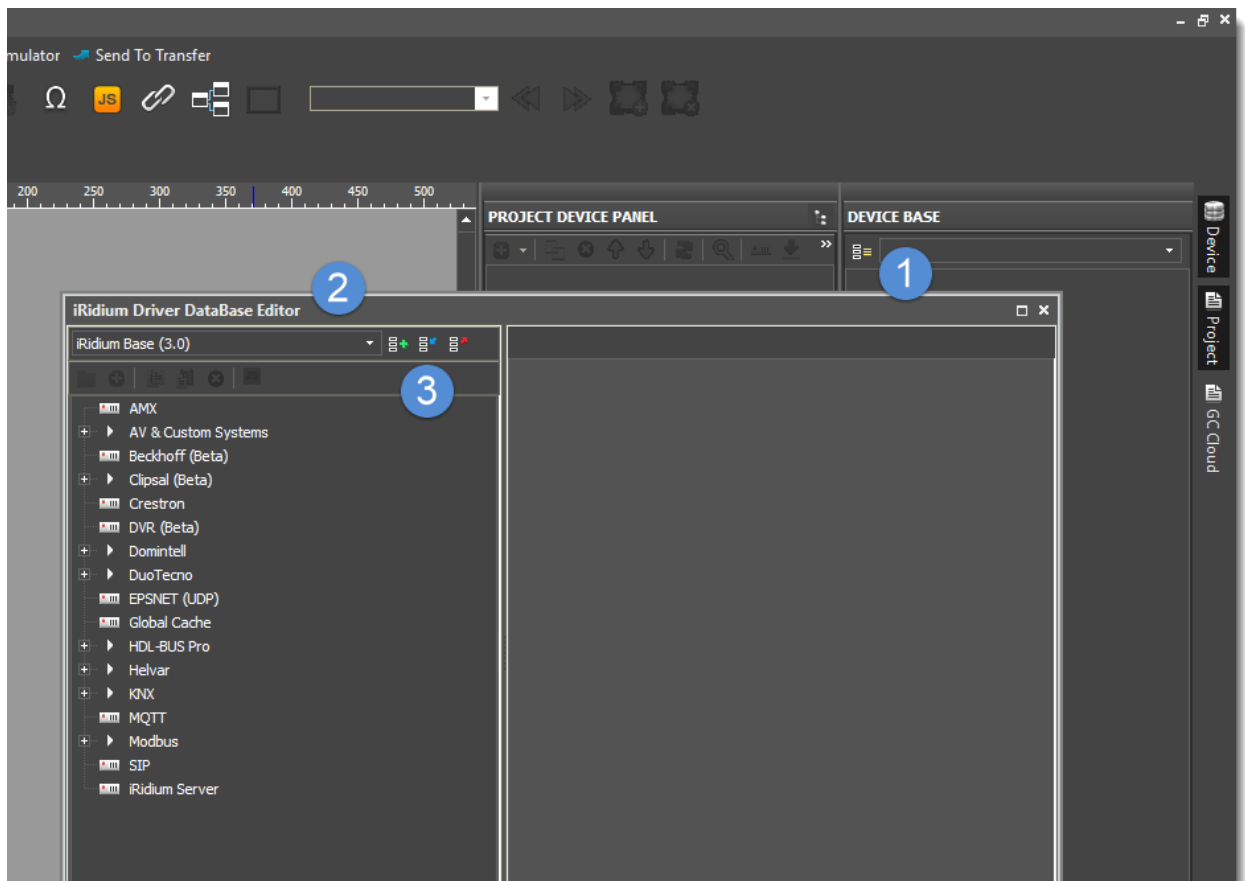 mulator Send To Transfer
Ω JS
200 250 300 350 400 450 500
PROJECT DEVICE PANEL
DEVICE BASE
1
2
iRidium Driver DataBase Editor
iRidium Base (3.0)
3
AMX
AV & Custom Systems
Beckhoff (Beta)
Clipsal (Beta)
Crestron
DVR (Beta)
Domintell
DuoTecno
EPSNET (UDP)
Global Cache
HDL-BUS Pro
Helvar
KNX
MQTT
Modbus
SIP
iRidium Server
Device
Project
GC Cloud